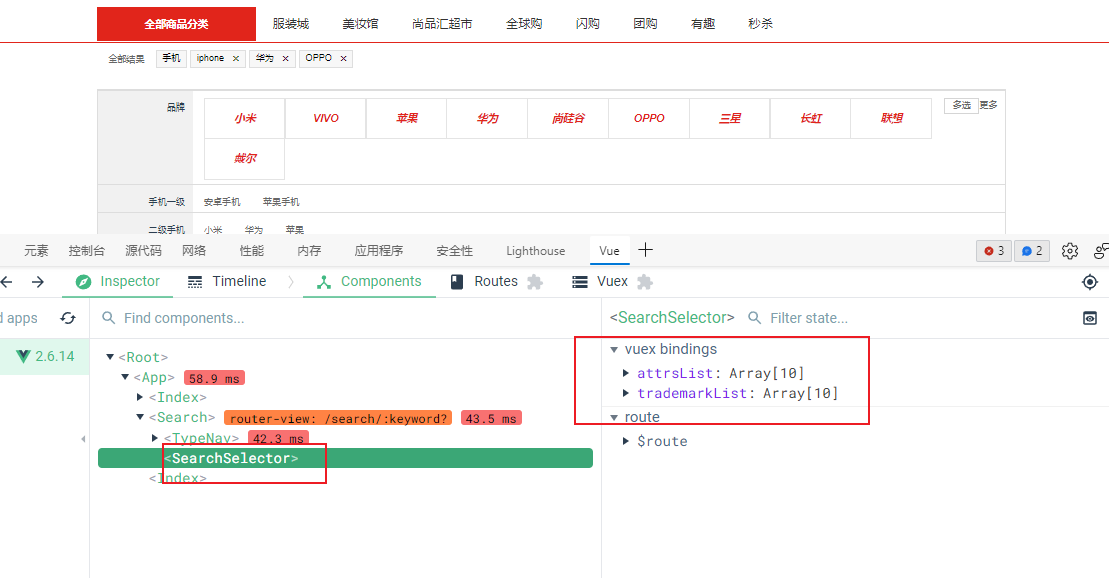 全部商品分类 服装城 美妆馆 尚品汇超市 全球购 闪购 团购 有趣 秒杀
全部结果 手机 iphone × 华为 × OPPO ×
品牌 小米 VIVO 苹果 华为 尚硅谷 OPPO 三星 长虹 联想 多选 更多
戴尔
手机一级 安卓手机 苹果手机
二级手机 小米 华为 苹果
元素 控制台 源代码 网络 性能 内存 应用程序 安全性 Lighthouse Vue 3 2
Inspector Timeline Components Routes Vuex
apps Find components... <SearchSelector> Filter state...
2.6.14
<Root>
<App> 58.9 ms
<Index>
<Search> router-view: /search/:keyword? 43.5 ms
<TypeNav> 42.3 ms
<SearchSelector>
<Index>
vuex bindings
attrsList: Array[10]
trademarkList: Array[10]
route
$route